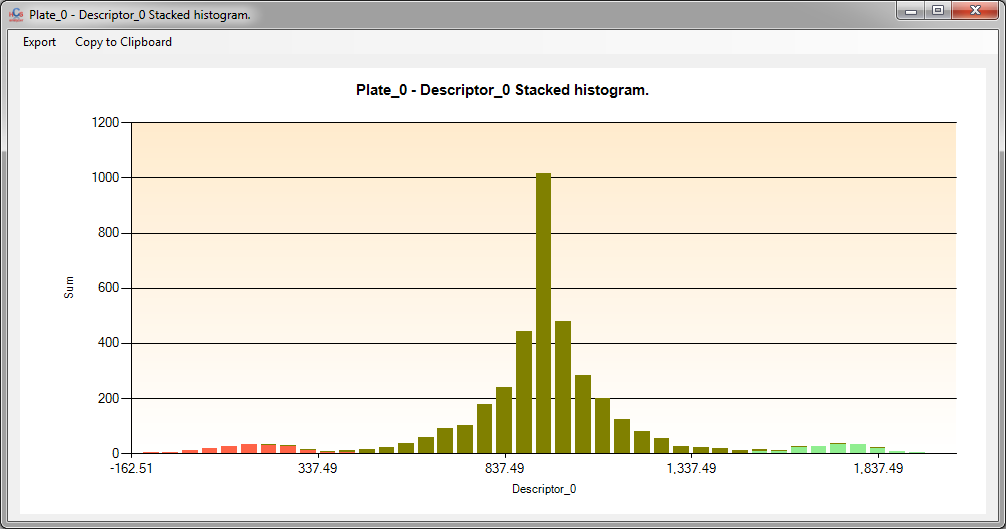 Plate_0 - Descriptor_0 Stacked histogram.
Export Copy to Clipboard
Plate_0 - Descriptor_0 Stacked histogram.
1200
1000
800
600
400
200
0
Sum
-162.51 337.49 837.49 1,337.49 1,837.49
Descriptor_0